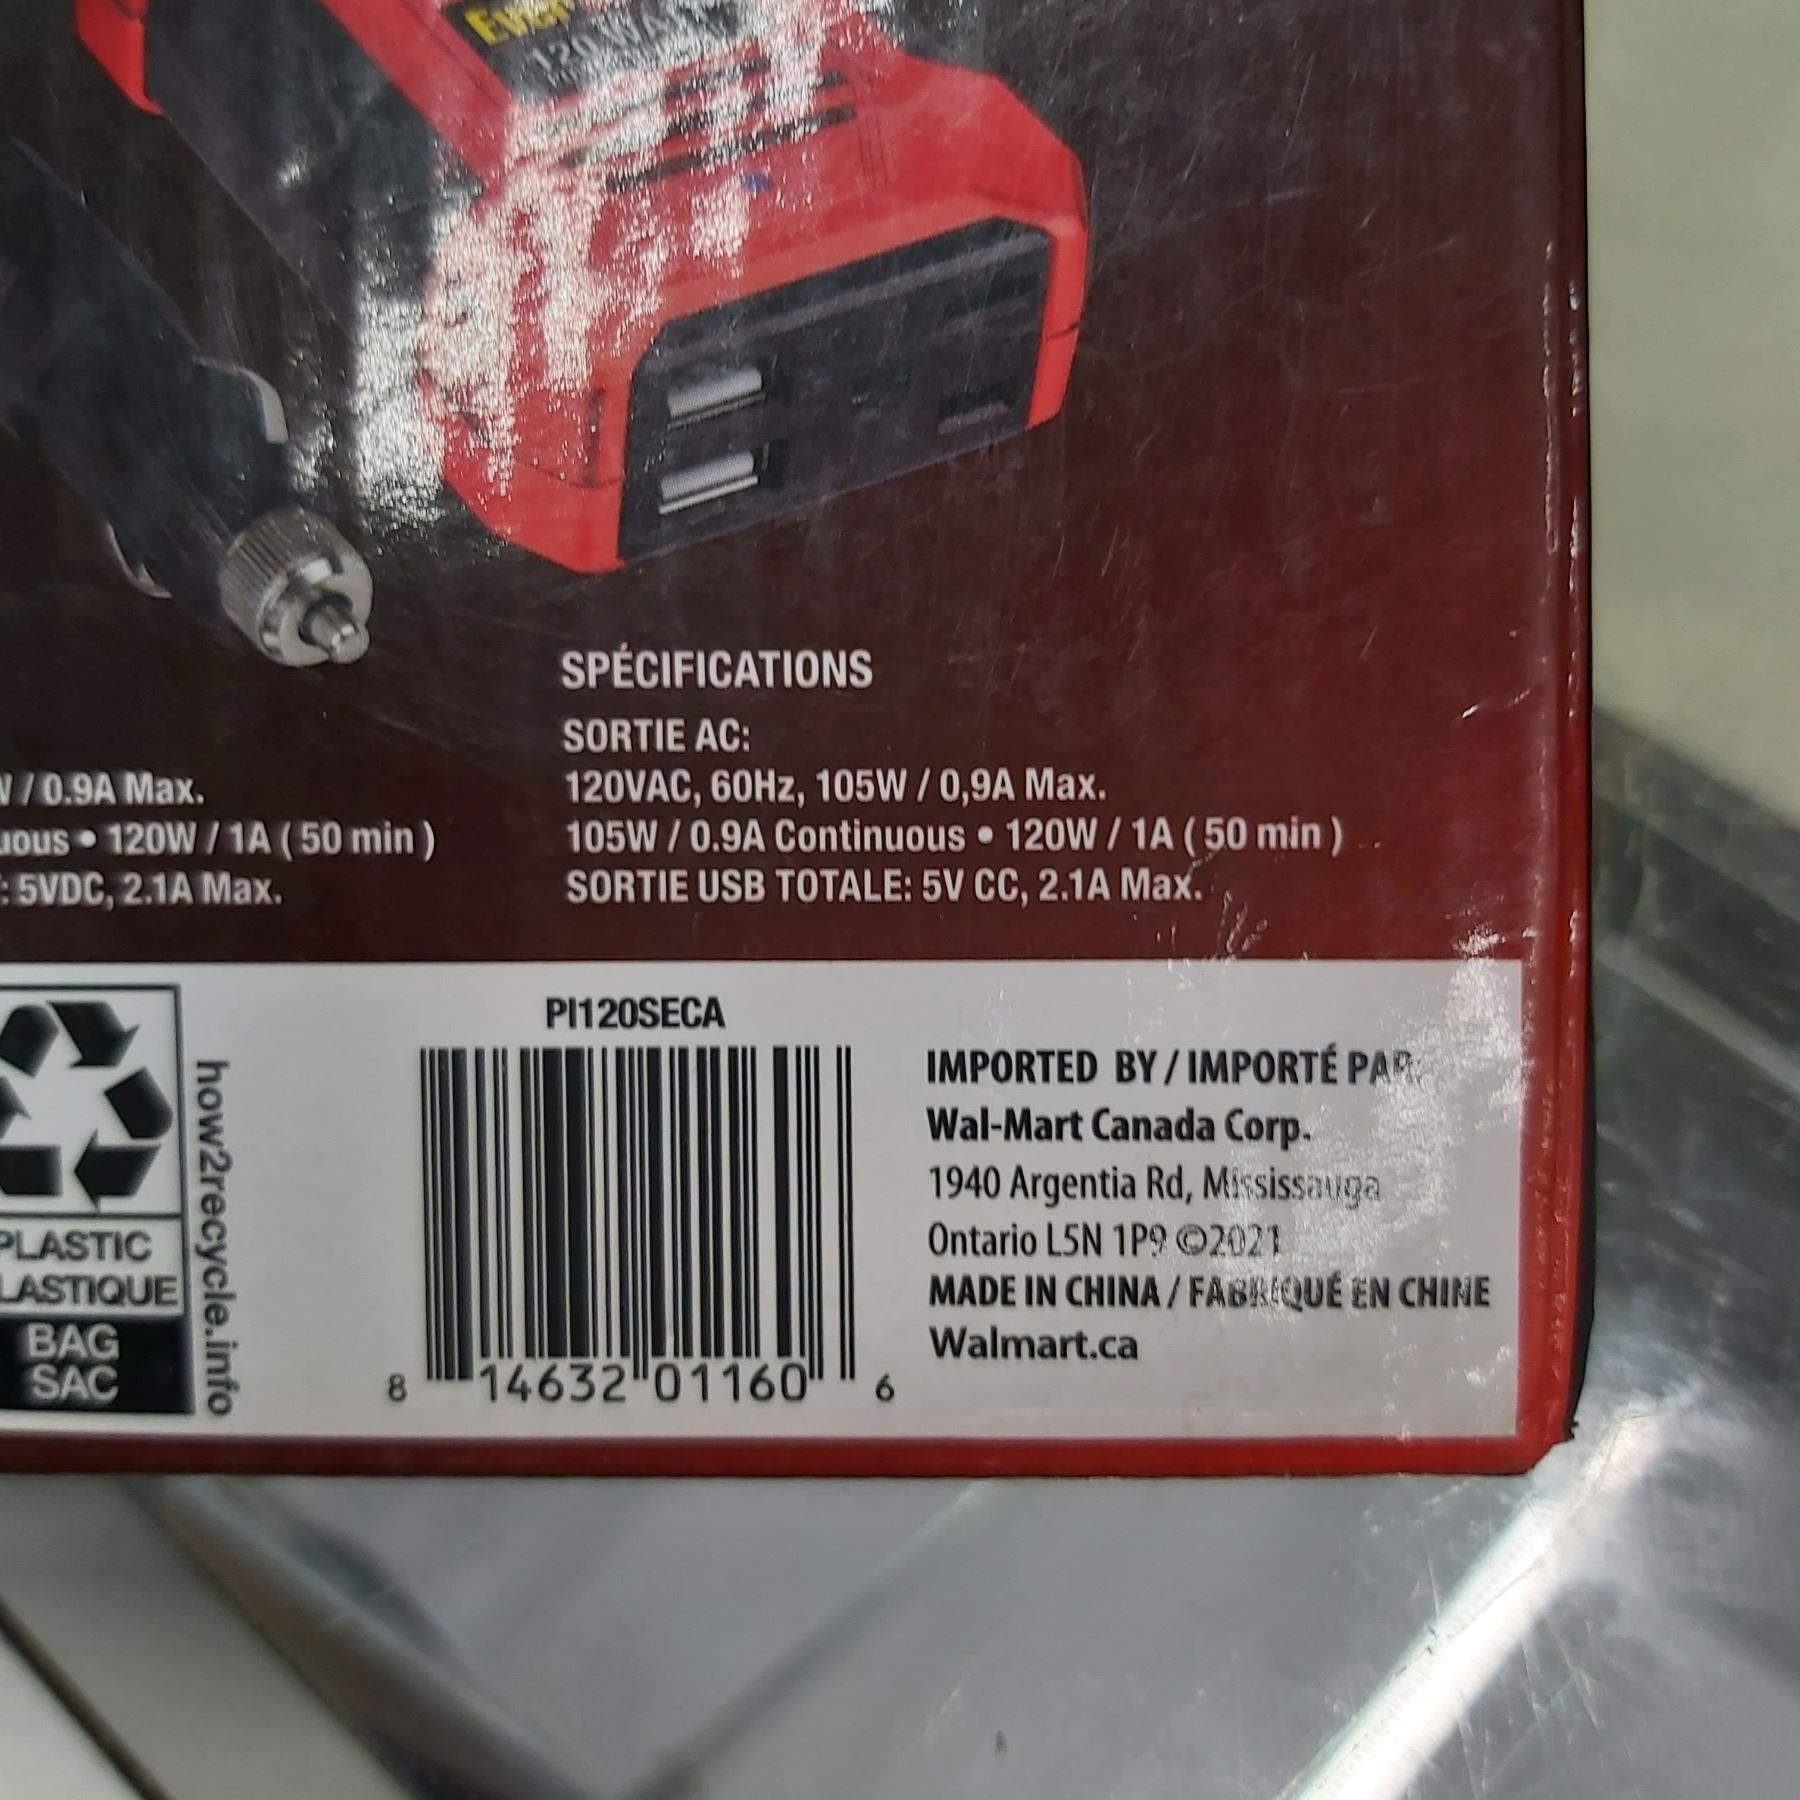 Ever
120 WATT
SPÉCIFICATIONS
SORTIE AC:
120VAC, 60Hz, 105W / 0,9A Max.
105W / 0.9A Continuous • 120W / 1A ( 50 min )
SORTIE USB TOTALE: 5V CC, 2.1A Max.
/ 0.9A Max.
uous • 120W / 1A ( 50 min )
: 5VDC, 2.1A Max.
PLASTIC
LASTIQUE
BAG
SAC
how2recycle.info
PI120SECA
8 14632 01160 6
IMPORTED BY / IMPORTÉ PAR:
Wal-Mart Canada Corp.
1940 Argentia Rd, Mississauga
Ontario L5N 1P9 ©2021
MADE IN CHINA / FABRIQUÉ EN CHINE
Walmart.ca